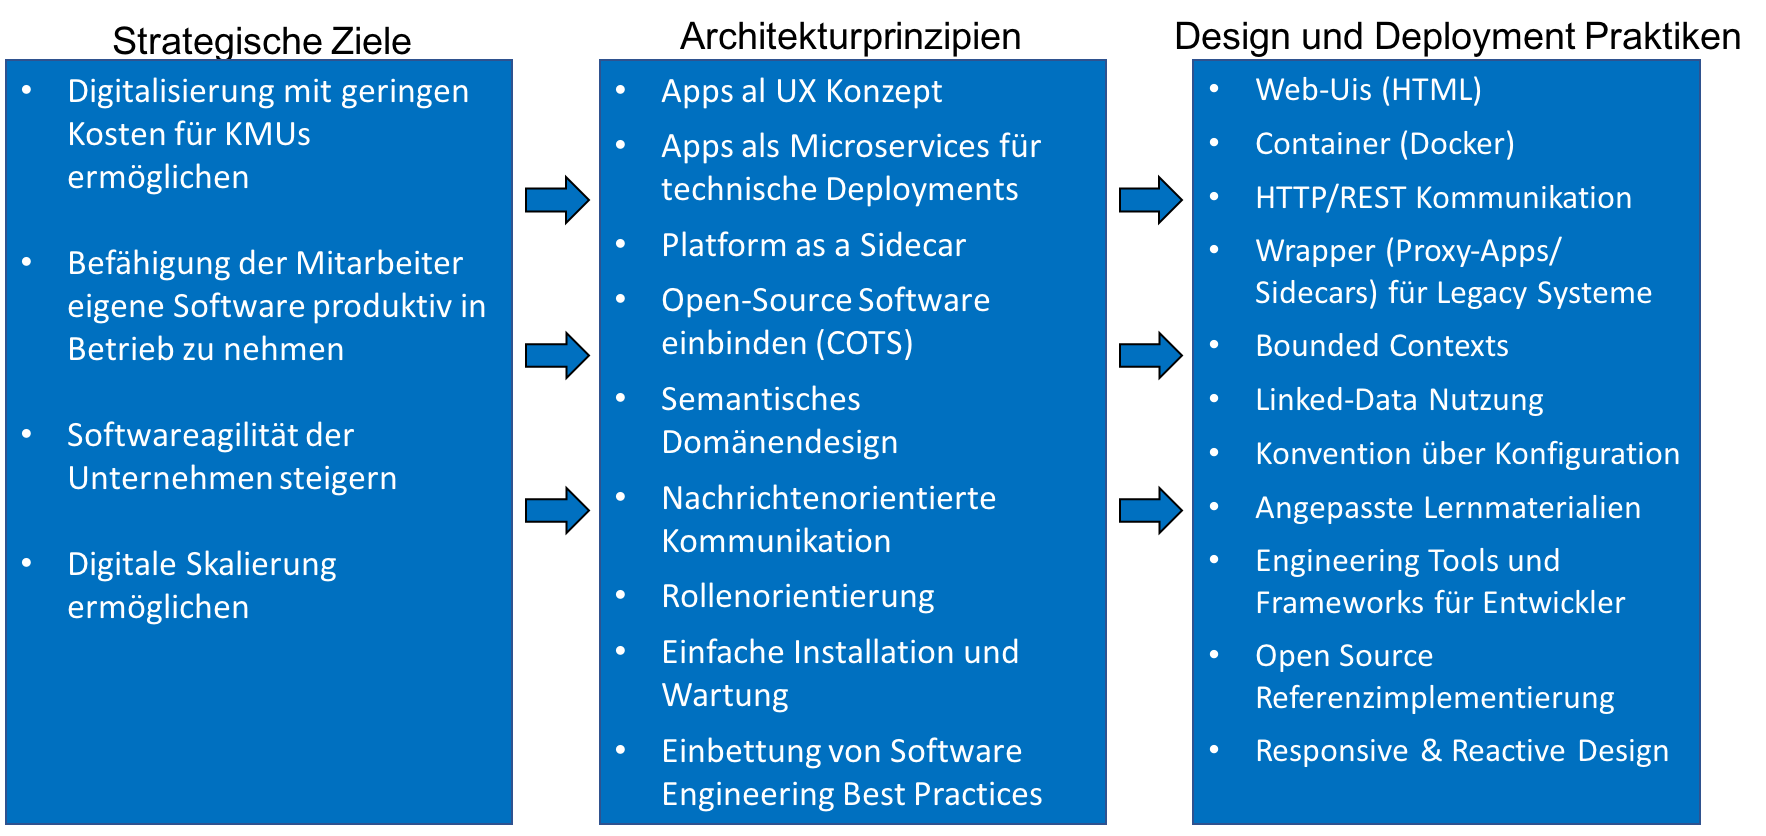 Strategische Ziele
• Digitalisierung mit geringen
Kosten für KMUs
ermöglichen
• Befähigung der Mitarbeiter
eigene Software produktiv in
Betrieb zu nehmen
• Softwareagilität der
Unternehmen steigern
• Digitale Skalierung
ermöglichen
Architekturprinzipien
• Apps al UX Konzept
• Apps als Microservices für
technische Deployments
• Platform as a Sidecar
• Open-Source Software
einbinden (COTS)
• Semantisches
Domänendesign
• Nachrichtenorientierte
Kommunikation
• Rollenorientierung
• Einfache Installation und
Wartung
• Einbettung von Software
Engineering Best Practices
Design und Deployment Praktiken
• Web-Uis (HTML)
• Container (Docker)
• HTTP/REST Kommunikation
• Wrapper (Proxy-Apps/
Sidecars) für Legacy Systeme
• Bounded Contexts
• Linked-Data Nutzung
• Konvention über Konfiguration
• Angepasste Lernmaterialien
• Engineering Tools und
Frameworks für Entwickler
• Open Source
Referenzimplementierung
• Responsive & Reactive Design